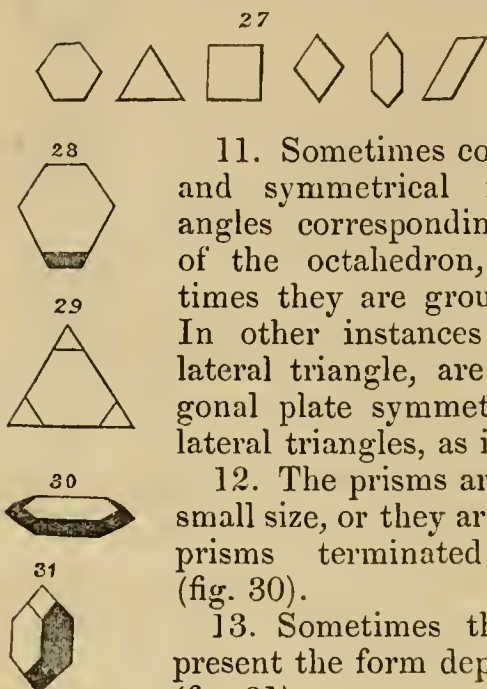 27
28
29
30
31
11. Sometimes co
and symmetrical
angles correspondin
of the octahedron,
times they are grou
In other instances
lateral triangle, are
gonal plate symmet
lateral triangles, as i
12. The prisms ar
small size, or they ar
prisms terminated
(fig. 30).
13. Sometimes th
present the form dep